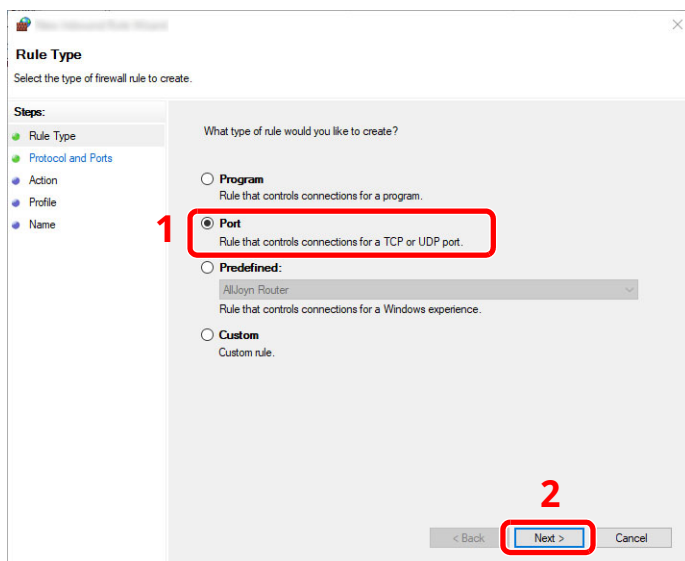 Rule Type
Select the type of firewall rule to create.
Steps:
Rule Type
Protocol and Ports
Action
Profile
Name
What type of rule would you like to create?
Program
Rule that controls connections for a program.
1
Port
Rule that controls connections for a TCP or UDP port.
Predefined:
AllJoyn Router
Rule that controls connections for a Windows experience.
Custom
Custom rule.
2
< Back
Next >
Cancel